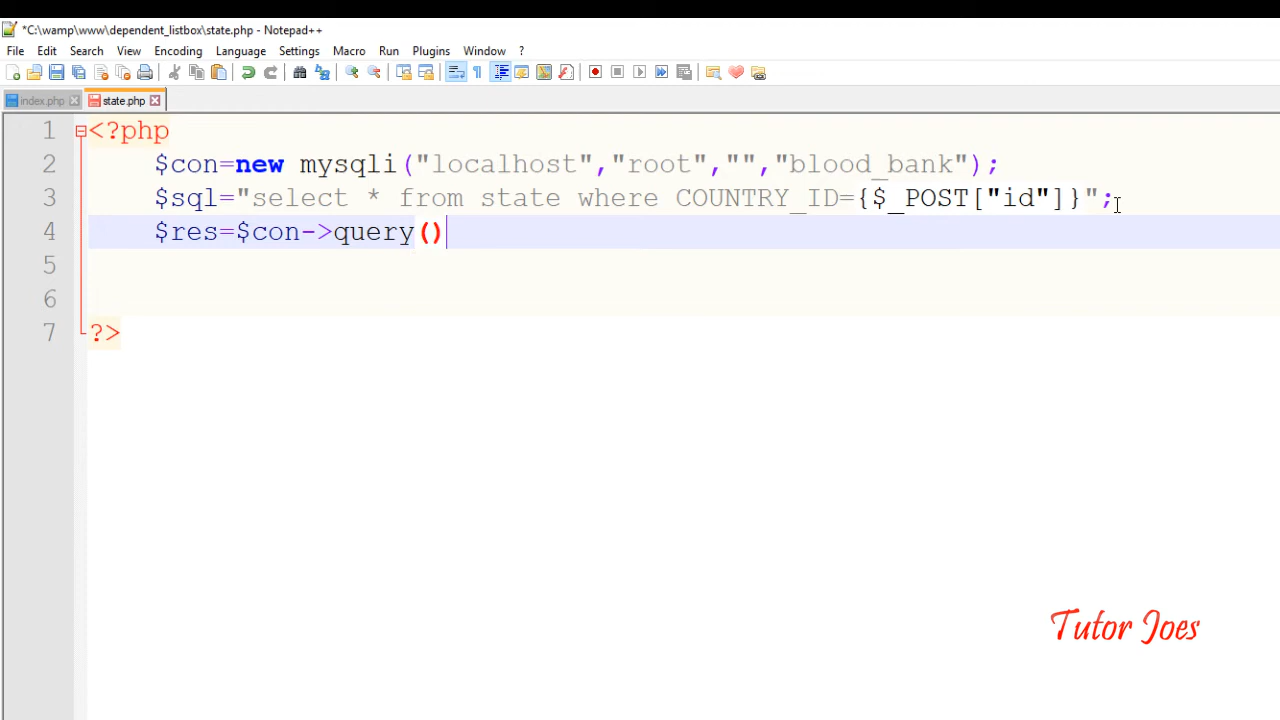 *C:\wamp\www\dependent_listbox\state.php - Notepad++
File Edit Search View Encoding Language Settings Macro Run Plugins Window ?
index.php state.php
1 <?php
2 $con=new mysqli("localhost","root","","blood_bank");
3 $sql="select * from state where COUNTRY_ID={$_POST["id"]}";
4 $res=$con->query()
5
6
7 ?>
Tutor Joes